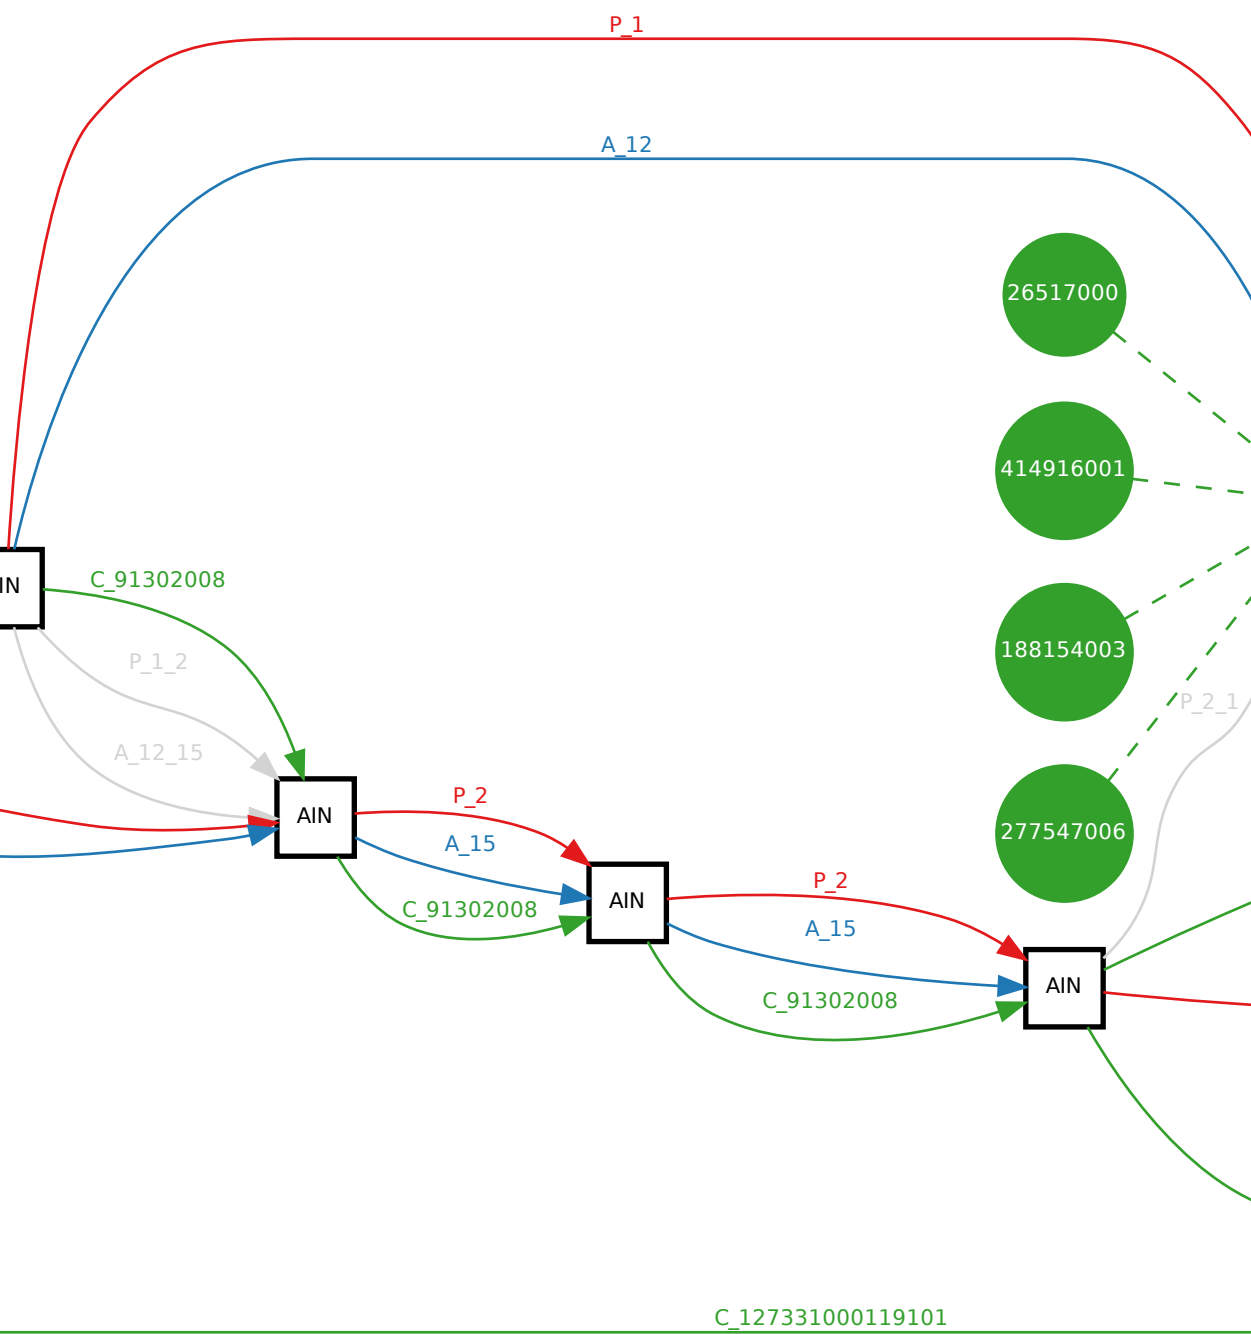 P_1
A_12
26517000
414916001
C_91302008
IN
188154003
P_1_2
P_2_1
A_12_15
P_2
AIN
277547006
A_15
P_2
AIN
C_91302008
A_15
AIN
C_91302008
C_127331000119101